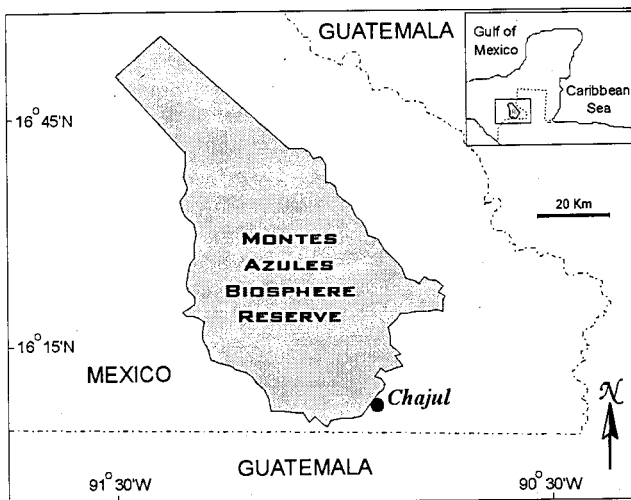 GUATEMALA
Gulf of
Mexico
Caribbean
Sea
16° 45'N
20 Km
MONTES
AZULES
BIOSPHERE
RESERVE
16° 15'N
MEXICO
Chajul
N
GUATEMALA
91° 30'W
90° 30'W